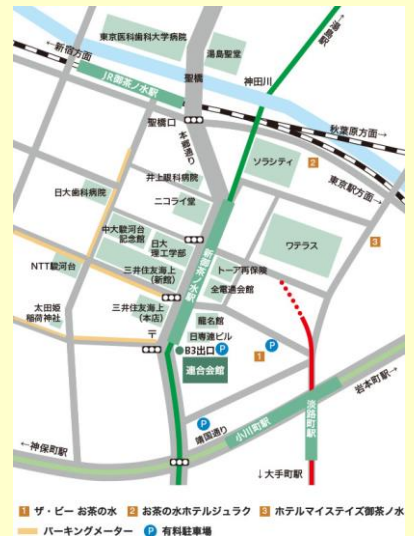 東京医科歯科大学病院
湯島聖堂
↑湯島駅
←新宿方面
JR御茶ノ水駅
聖橋
神田川
聖橋口
秋葉原方面→
本郷通り
ソラシティ
2
東京駅方面→
井上眼科病院
日大歯科病院
ニコライ堂
中大駿河台
記念館
日大
理工学部
新御茶ノ水駅
ワテラス
3
NTT駿河台
三井住友海上
(新館)
トーア再保険
全電通会館
太田姫
稲荷神社
三井住友海上
(本店)
龍名館
日専連ビル
〒
B3出口
P
P
1
連合会館
淡路町駅
岩本町駅→
P
靖国通り
小川町駅
←神保町駅
↓大手町駅
1 ザ・ビー お茶の水 2 お茶の水ホテルジュラク 3 ホテルマイステイズ御茶ノ水
パーキングメーター P 有料駐車場